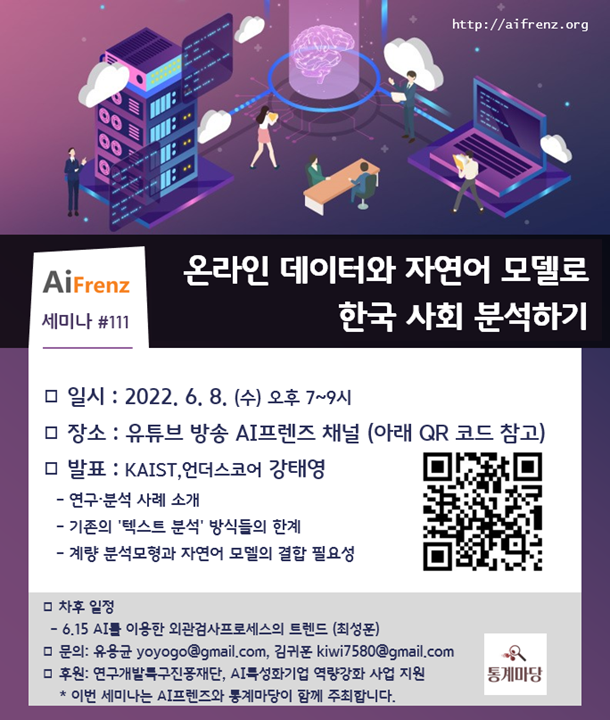 http://aifrenz.org
AiFrenz
세미나 #111
온라인 데이터와 자연어 모델로
한국 사회 분석하기
□ 일시 : 2022. 6. 8. (수) 오후 7~9시
□ 장소 : 유튜브 방송 AI프렌즈 채널 (아래 QR 코드 참고)
□ 발표 : KAIST,언더스코어 강태영
- 연구·분석 사례 소개
- 기존의 '텍스트 분석' 방식들의 한계
- 계량 분석모형과 자연어 모델의 결합 필요성
□ 차후 일정
- 6.15 AI를 이용한 외관검사프로세스의 트렌드 (최성훈)
□ 문의: 유용균 yoyogo@gmail.com, 김귀훈 kiwi7580@gmail.com
□ 후원: 연구개발특구진흥재단, AI특성화기업 역량강화 사업 지원
* 이번 세미나는 AI프렌즈와 통계마당이 함께 주최합니다.
통계마당